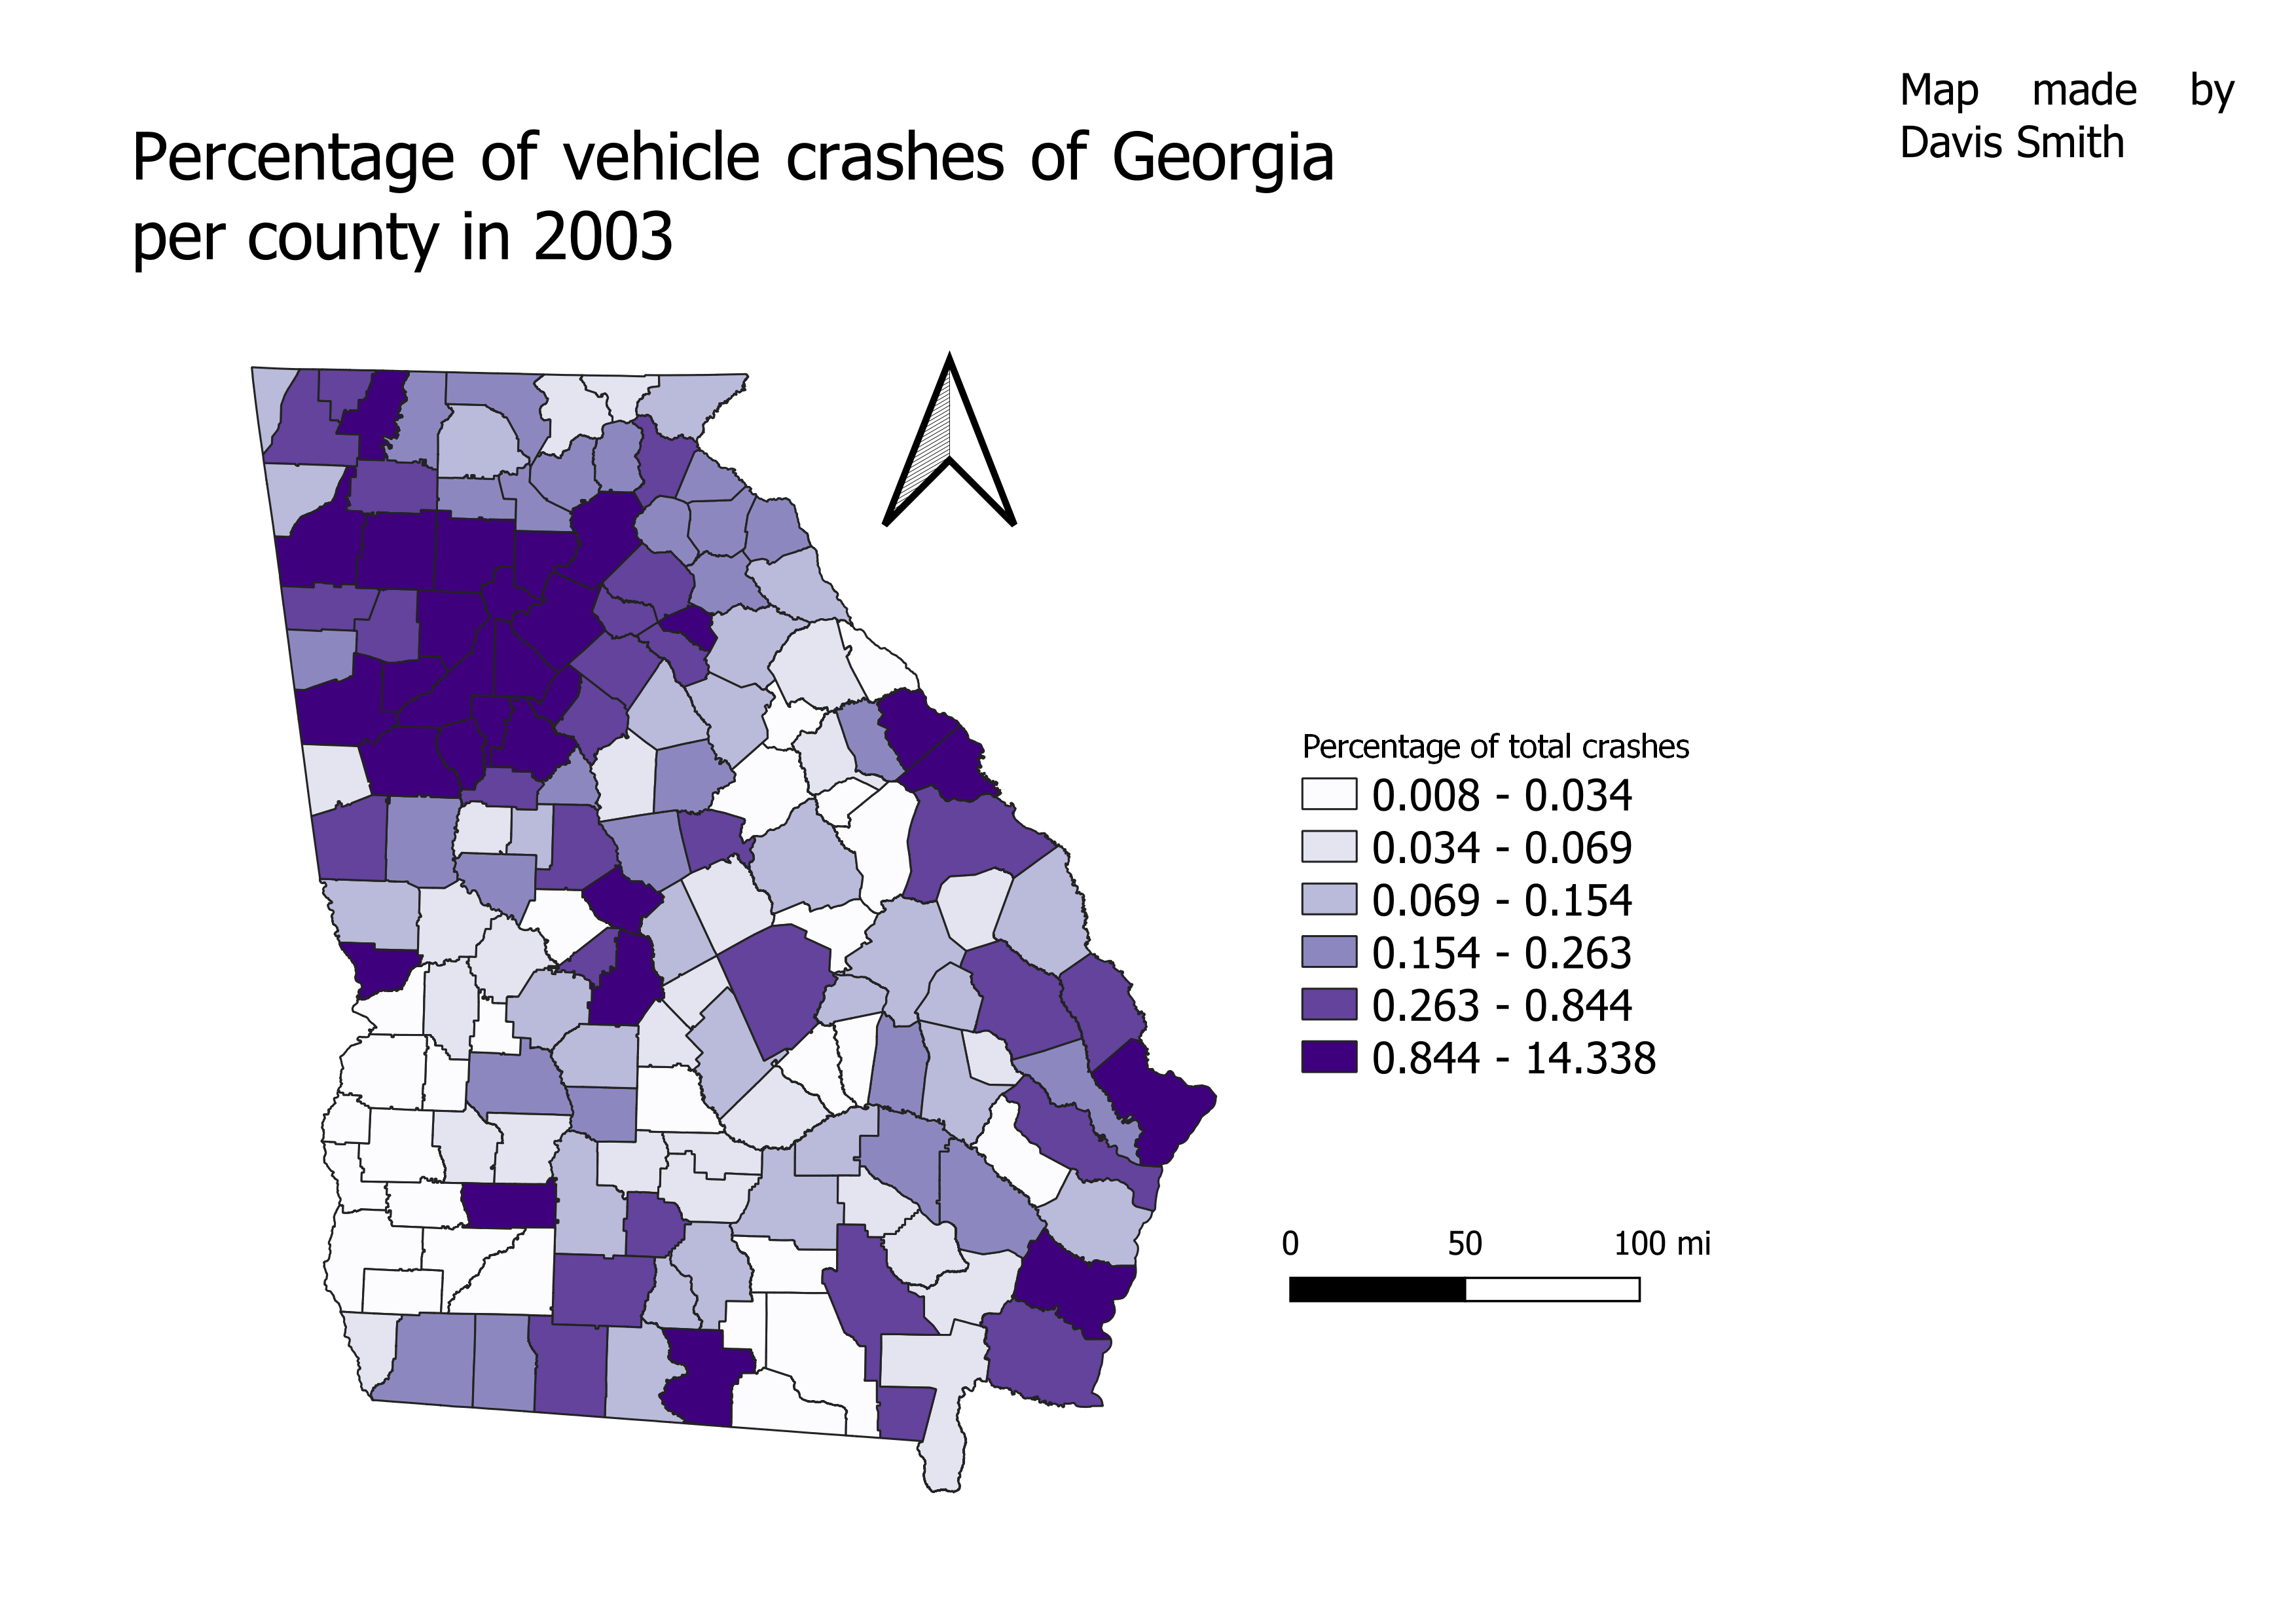 Map made by
Davis Smith
Percentage of vehicle crashes of Georgia
per county in 2003
Percentage of total crashes
0.008 - 0.034
0.034 - 0.069
0.069 - 0.154
0.154 - 0.263
0.263 - 0.844
0.844 - 14.338
0 50 100 mi